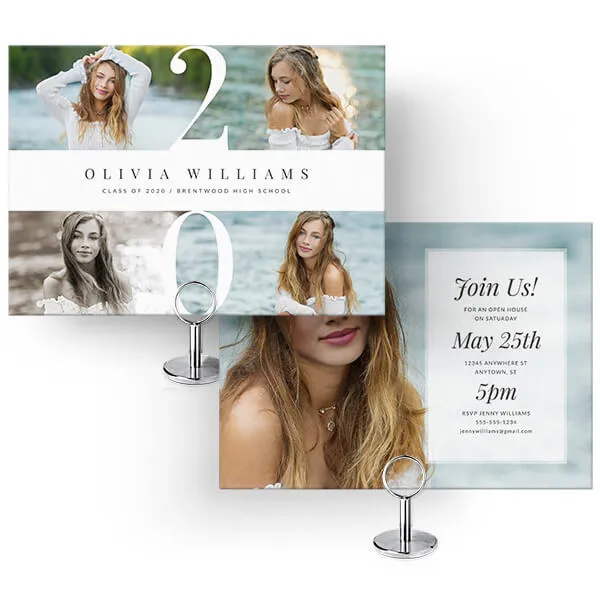 2
OLIVIA WILLIAMS
CLASS OF 2020 / BRENTWOOD HIGH SCHOOL
0
Join Us!
FOR AN OPEN HOUSE
ON SATURDAY
May 25th
12345 ANYWHERE ST
ANYTOWN, ST
5pm
RSVP JENNY WILLIAMS
555-555-1234
jennywilliams@gmail.com